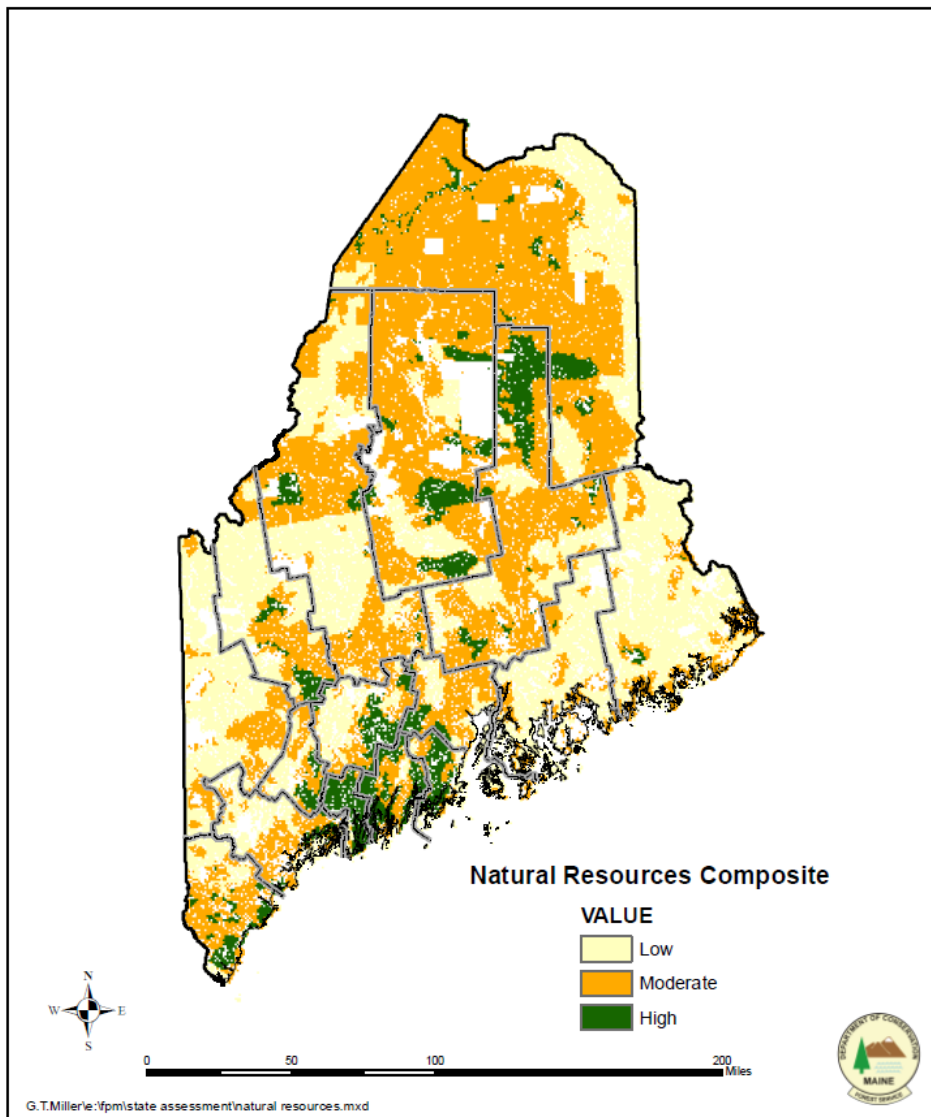 Natural Resources Composite
VALUE
Low
Moderate
High
N
W E
S
0 50 100 200
Miles
DEPARTMENT OF CONSERVATION
MAINE
FOREST SERVICE
G.T.Miller\e:\fpm\state assessment\natural resources.mxd